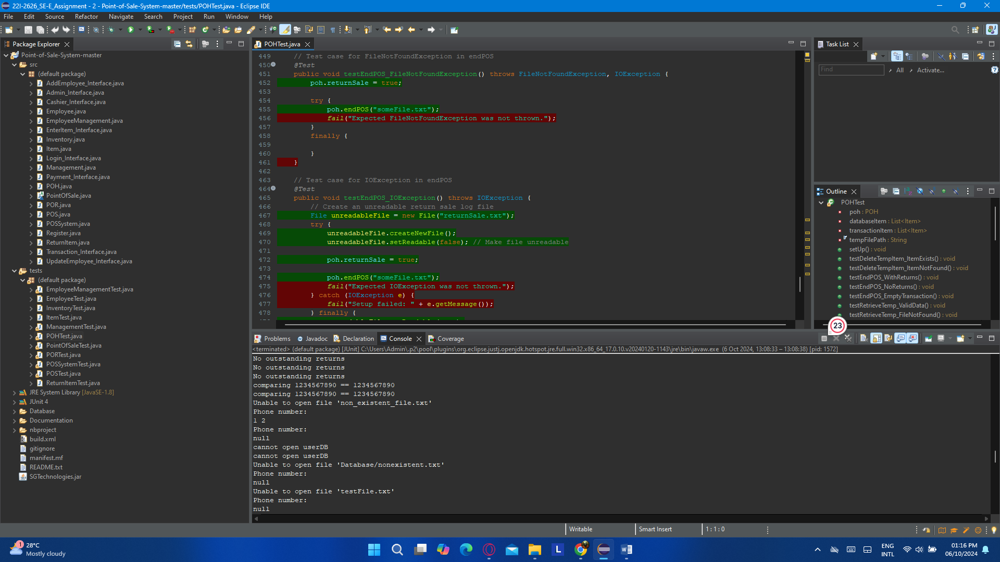 22I-2626_SE-E_Assignment - 2 - Point-of-Sale-System-master/tests/POHTest.java - Eclipse IDE
File Edit Source Refactor Navigate Search Project Run Window Help
Package Explorer
Point-of-Sale-System-master
src
(default package)
AddEmployee_Interface.java
Admin_Interface.java
Cashier_Interface.java
Employee.java
EmployeeManagement.java
EnterItem_Interface.java
Inventory.java
Item.java
Login_Interface.java
Management.java
Payment_Interface.java
POH.java
PointOfSale.java
POR.java
POS.java
POSSystem.java
Register.java
ReturnItem.java
Transaction_Interface.java
UpdateEmployee_Interface.java
tests
(default package)
EmployeeManagementTest.java
EmployeeTest.java
InventoryTest.java
ItemTest.java
ManagementTest.java
POHTest.java
PointOfSaleTest.java
PORTest.java
POSSystemTest.java
POSTest.java
ReturnItemTest.java
JRE System Library [JavaSE-1.8]
JUnit 4
Database
Documentation
nbproject
build.xml
gitignore
manifest.mf
README.txt
SGTechnologies.jar
POHTest.java
449 // Test case for FileNotFoundException in endPOS
450 @Test
451 public void testEndPOS_FileNotFoundException() throws FileNotFoundException, IOException {
452 poh.returnSale = true;
453
454 try {
455 poh.endPOS("someFile.txt");
456 fail("Expected FileNotFoundException was not thrown.");
457 }
458 finally {
459
460 }
461 }
462
463 // Test case for IOException in endPOS
464 @Test
465 public void testEndPOS_IOException() throws IOException {
466 // Create an unreadable return sale log file
467 File unreadableFile = new File("returnSale.txt");
468 try {
469 unreadableFile.createNewFile();
470 unreadableFile.setReadable(false); // Make file unreadable
471
472 poh.returnSale = true;
473
474 poh.endPOS("someFile.txt");
475 fail("Expected IOException was not thrown.");
476 } catch (IOException e) {
477 fail("Setup failed: " + e.getMessage());
478 } finally {
Task List
Find All Activate...
Outline
POHTest
poh : POH
databaseItem : List<Item>
transactionItem : List<Item>
tempFilePath : String
setUp() : void
testDeleteTempItem_ItemExists() : void
testDeleteTempItem_ItemNotFound() : void
testEndPOS_WithReturns() : void
testEndPOS_NoReturns() : void
testEndPOS_EmptyTransaction() : void
testRetrieveTemp_ValidData() : void
testRetrieveTemp_FileNotFound() : void
23
Problems Javadoc Declaration Console Coverage
<terminated> (default package) [JUnit] C:\Users\Admin\.p2\pool\plugins\org.eclipse.justj.openjdk.hotspot.jre.full.win32.x86_64_17.0.10.v20240120-1143\jre\bin\javaw.exe (6 Oct 2024, 13:08:33 – 13:08:38) [pid: 1572]
No outstanding returns
No outstanding returns
No outstanding returns
comparing 1234567890 == 1234567890
comparing 1234567890 == 1234567890
Unable to open file 'non_existent_file.txt'
Phone number:
1 2
Phone number:
null
cannot open userDB
cannot open userDB
Unable to open file 'Database/nonexistent.txt'
Phone number:
null
Unable to open file 'testFile.txt'
Phone number:
null
Writable Smart Insert 1 : 1 : 0
1
28°C
Mostly cloudy
L
ENG
INTL
01:16 PM
06/10/2024